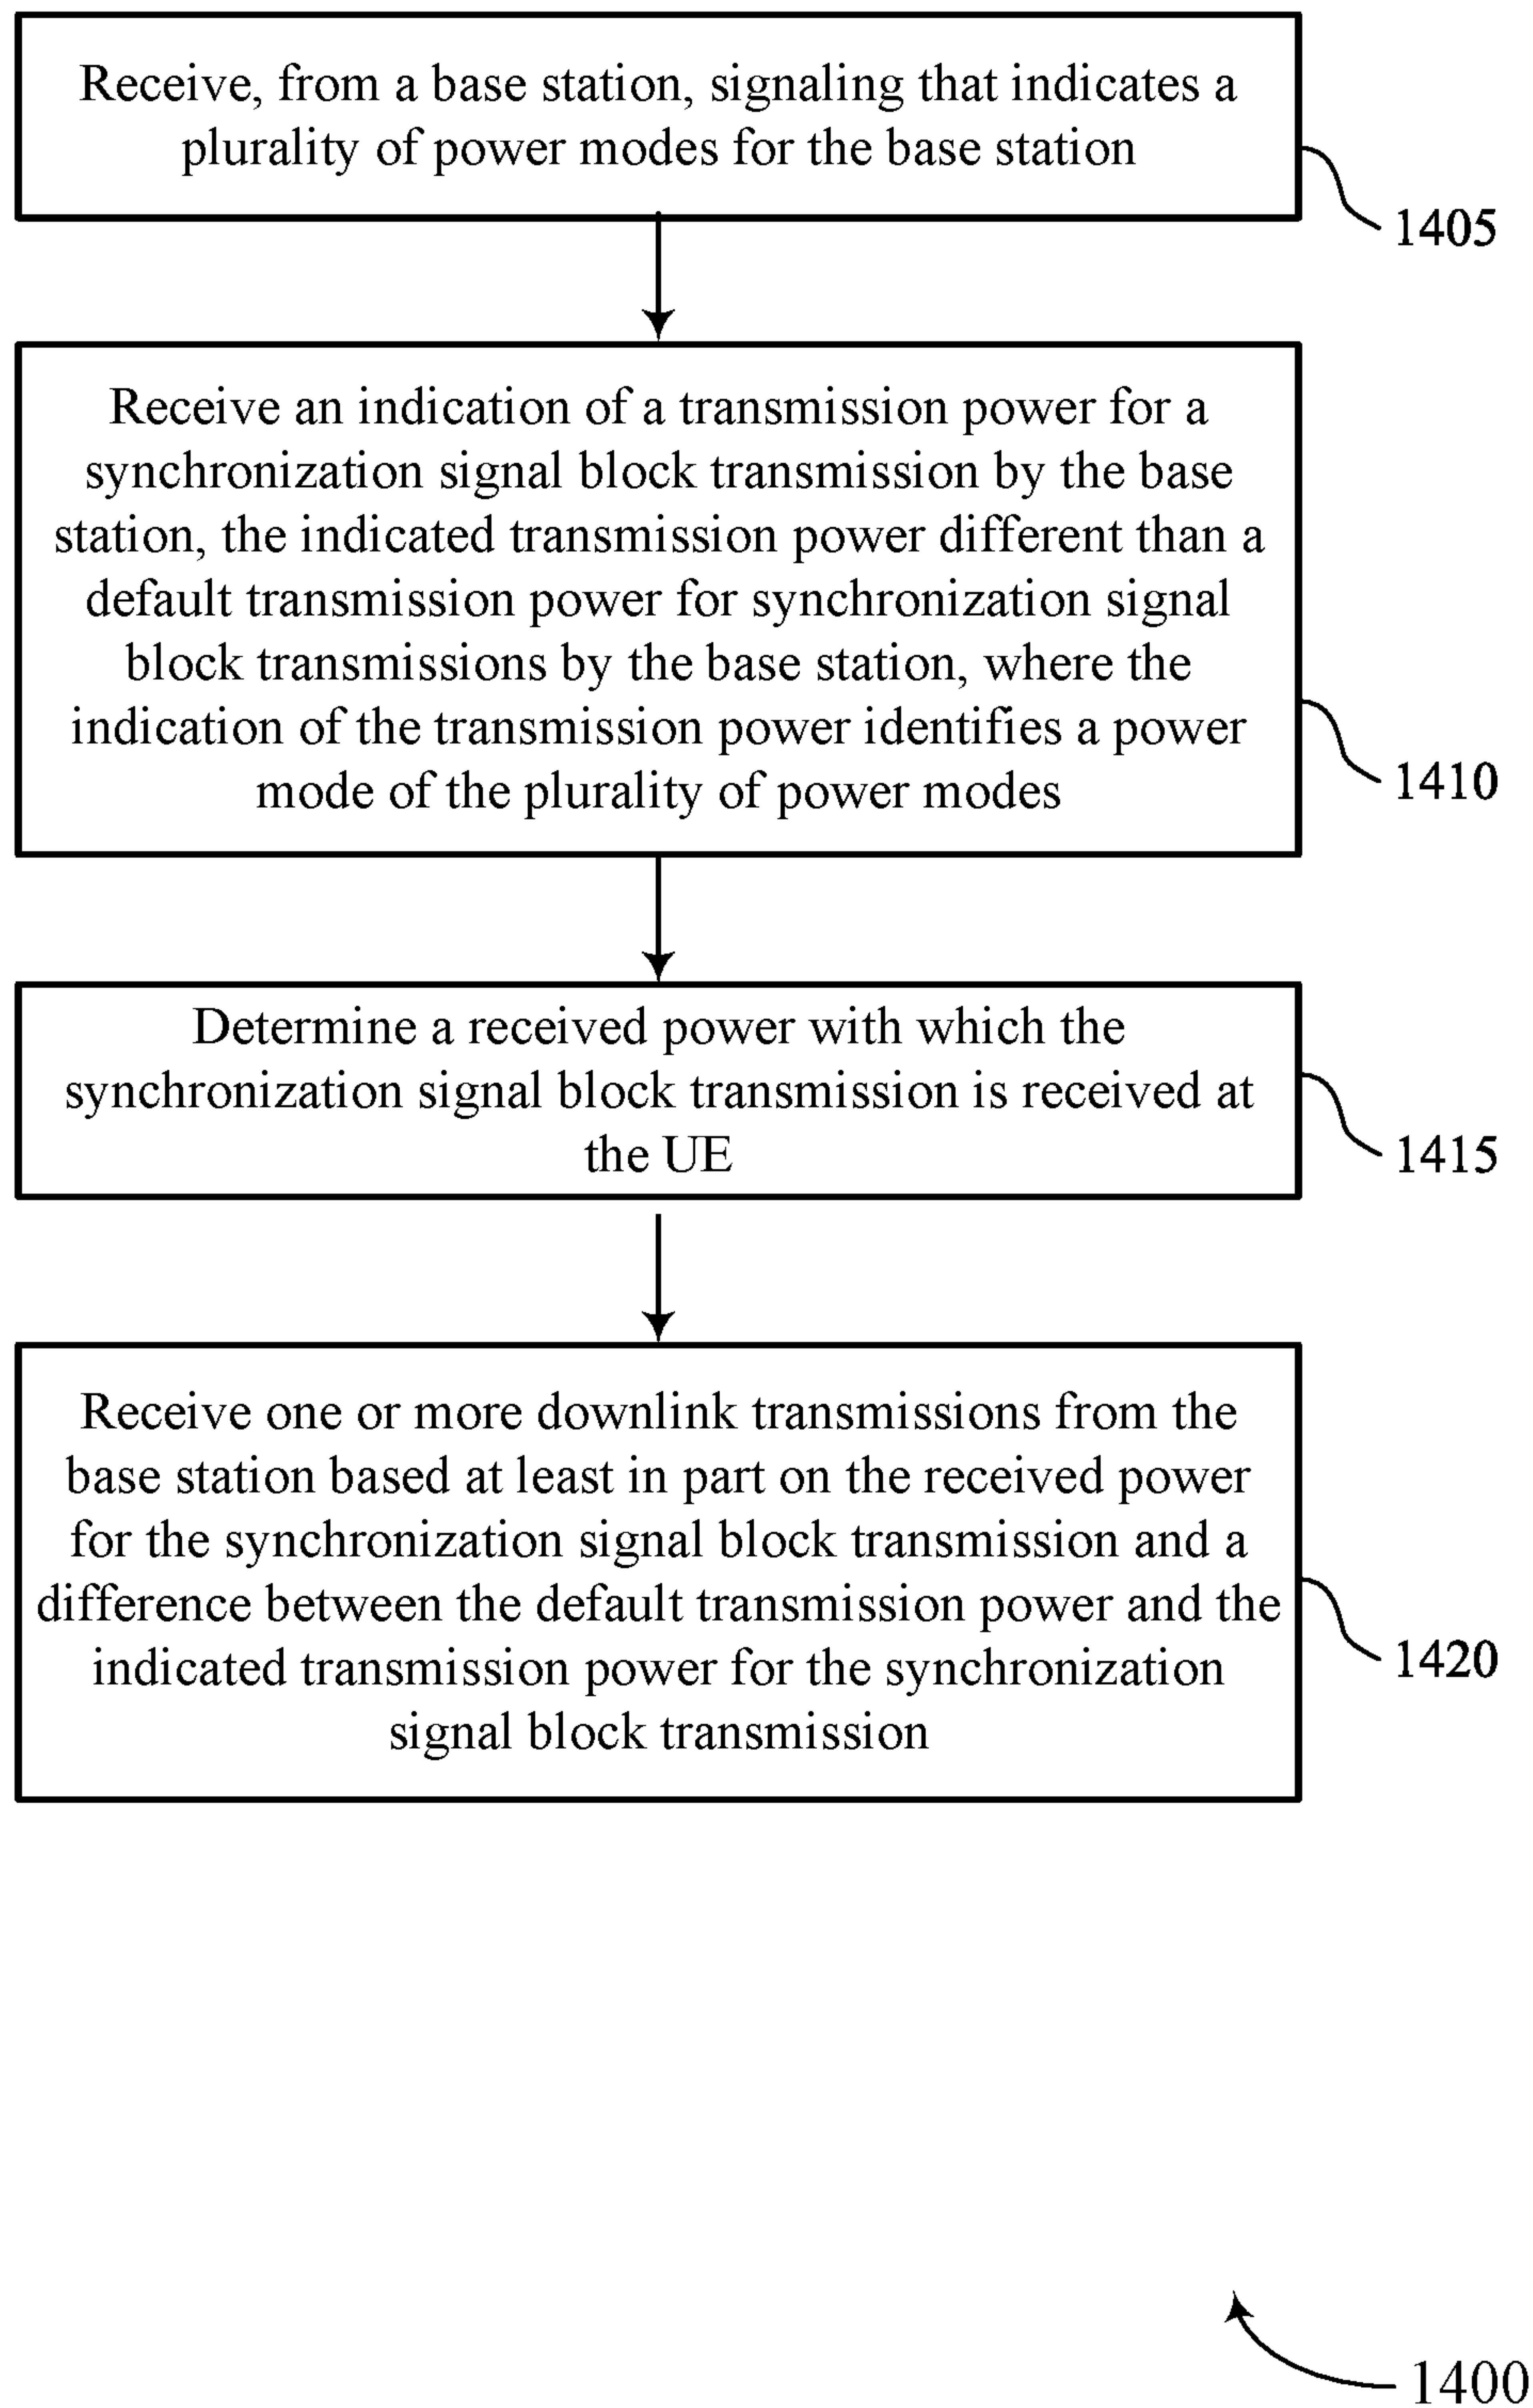 Receive, from a base station, signaling that indicates a
plurality of power modes for the base station
1405
Receive an indication of a transmission power for a
synchronization signal block transmission by the base
station, the indicated transmission power different than a
default transmission power for synchronization signal
block transmissions by the base station, where the
indication of the transmission power identifies a power
mode of the plurality of power modes
1410
Determine a received power with which the
synchronization signal block transmission is received at
the UE
1415
Receive one or more downlink transmissions from the
base station based at least in part on the received power
for the synchronization signal block transmission and a
difference between the default transmission power and the
indicated transmission power for the synchronization
signal block transmission
1420
1400